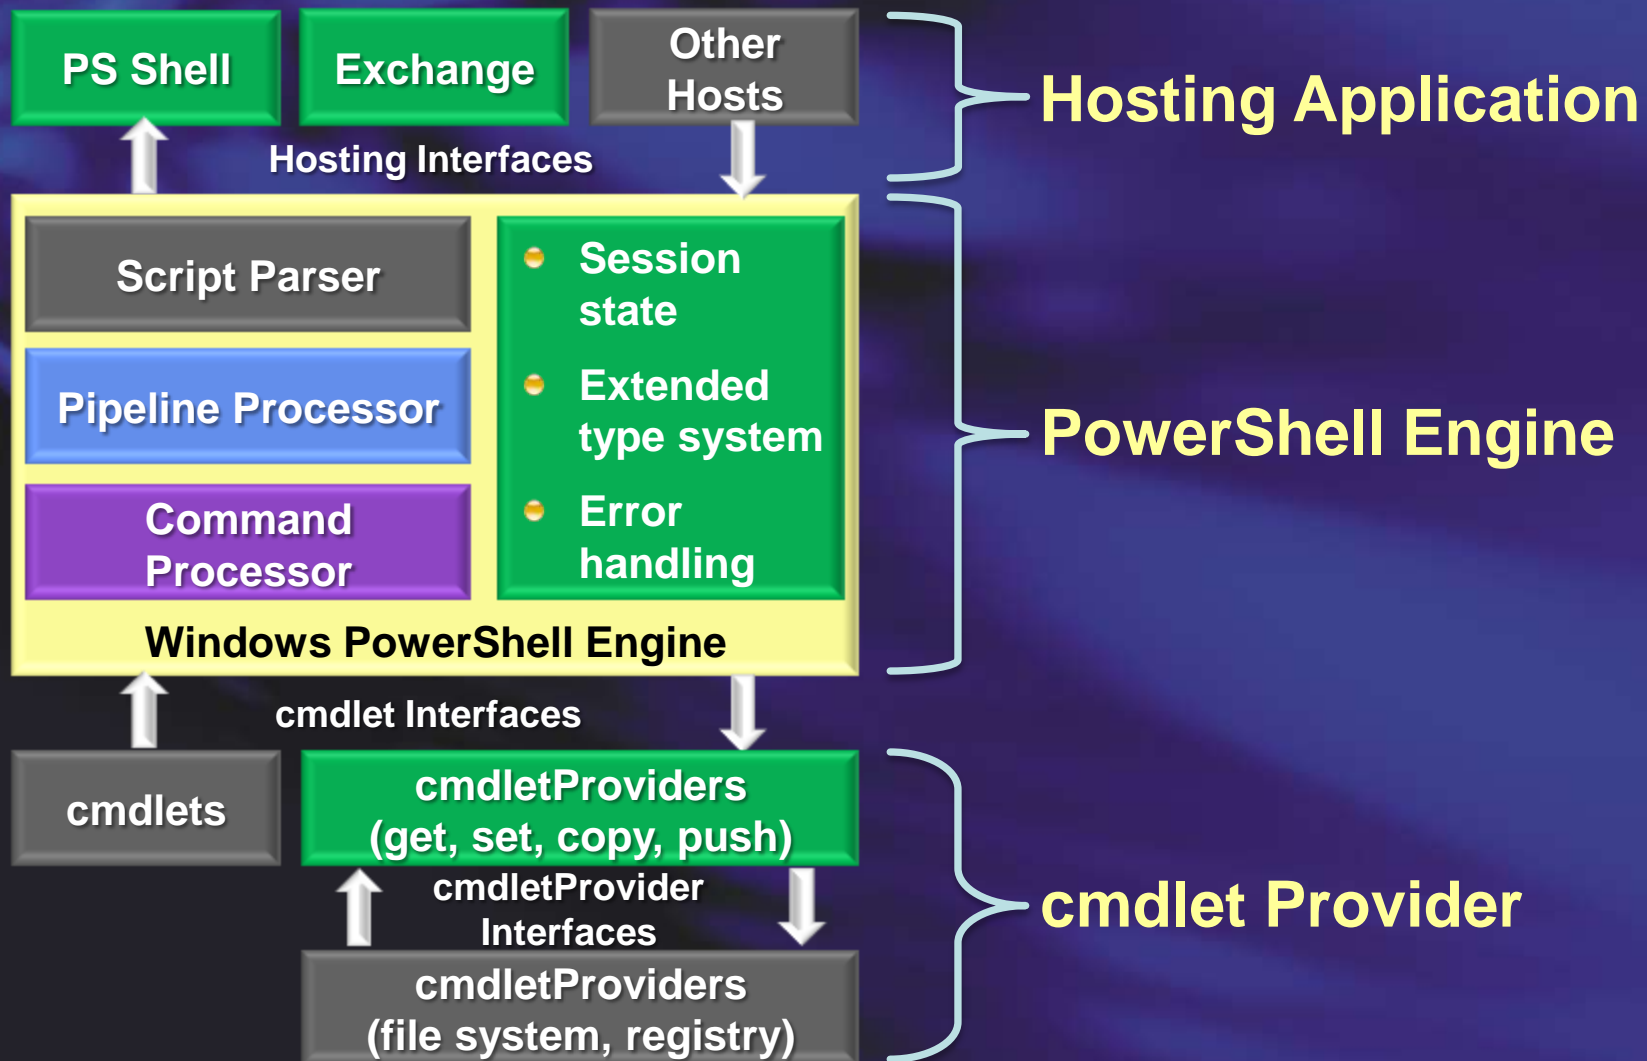 PS Shell
Exchange
Other
Hosts
Hosting Application
Hosting Interfaces
Script Parser
Pipeline Processor
Command
Processor
Session
state
Extended
type system
Error
handling
Windows PowerShell Engine
PowerShell Engine
cmdlet Interfaces
cmdlets
cmdletProviders
(get, set, copy, push)
cmdletProvider
Interfaces
cmdletProviders
(file system, registry)
cmdlet Provider